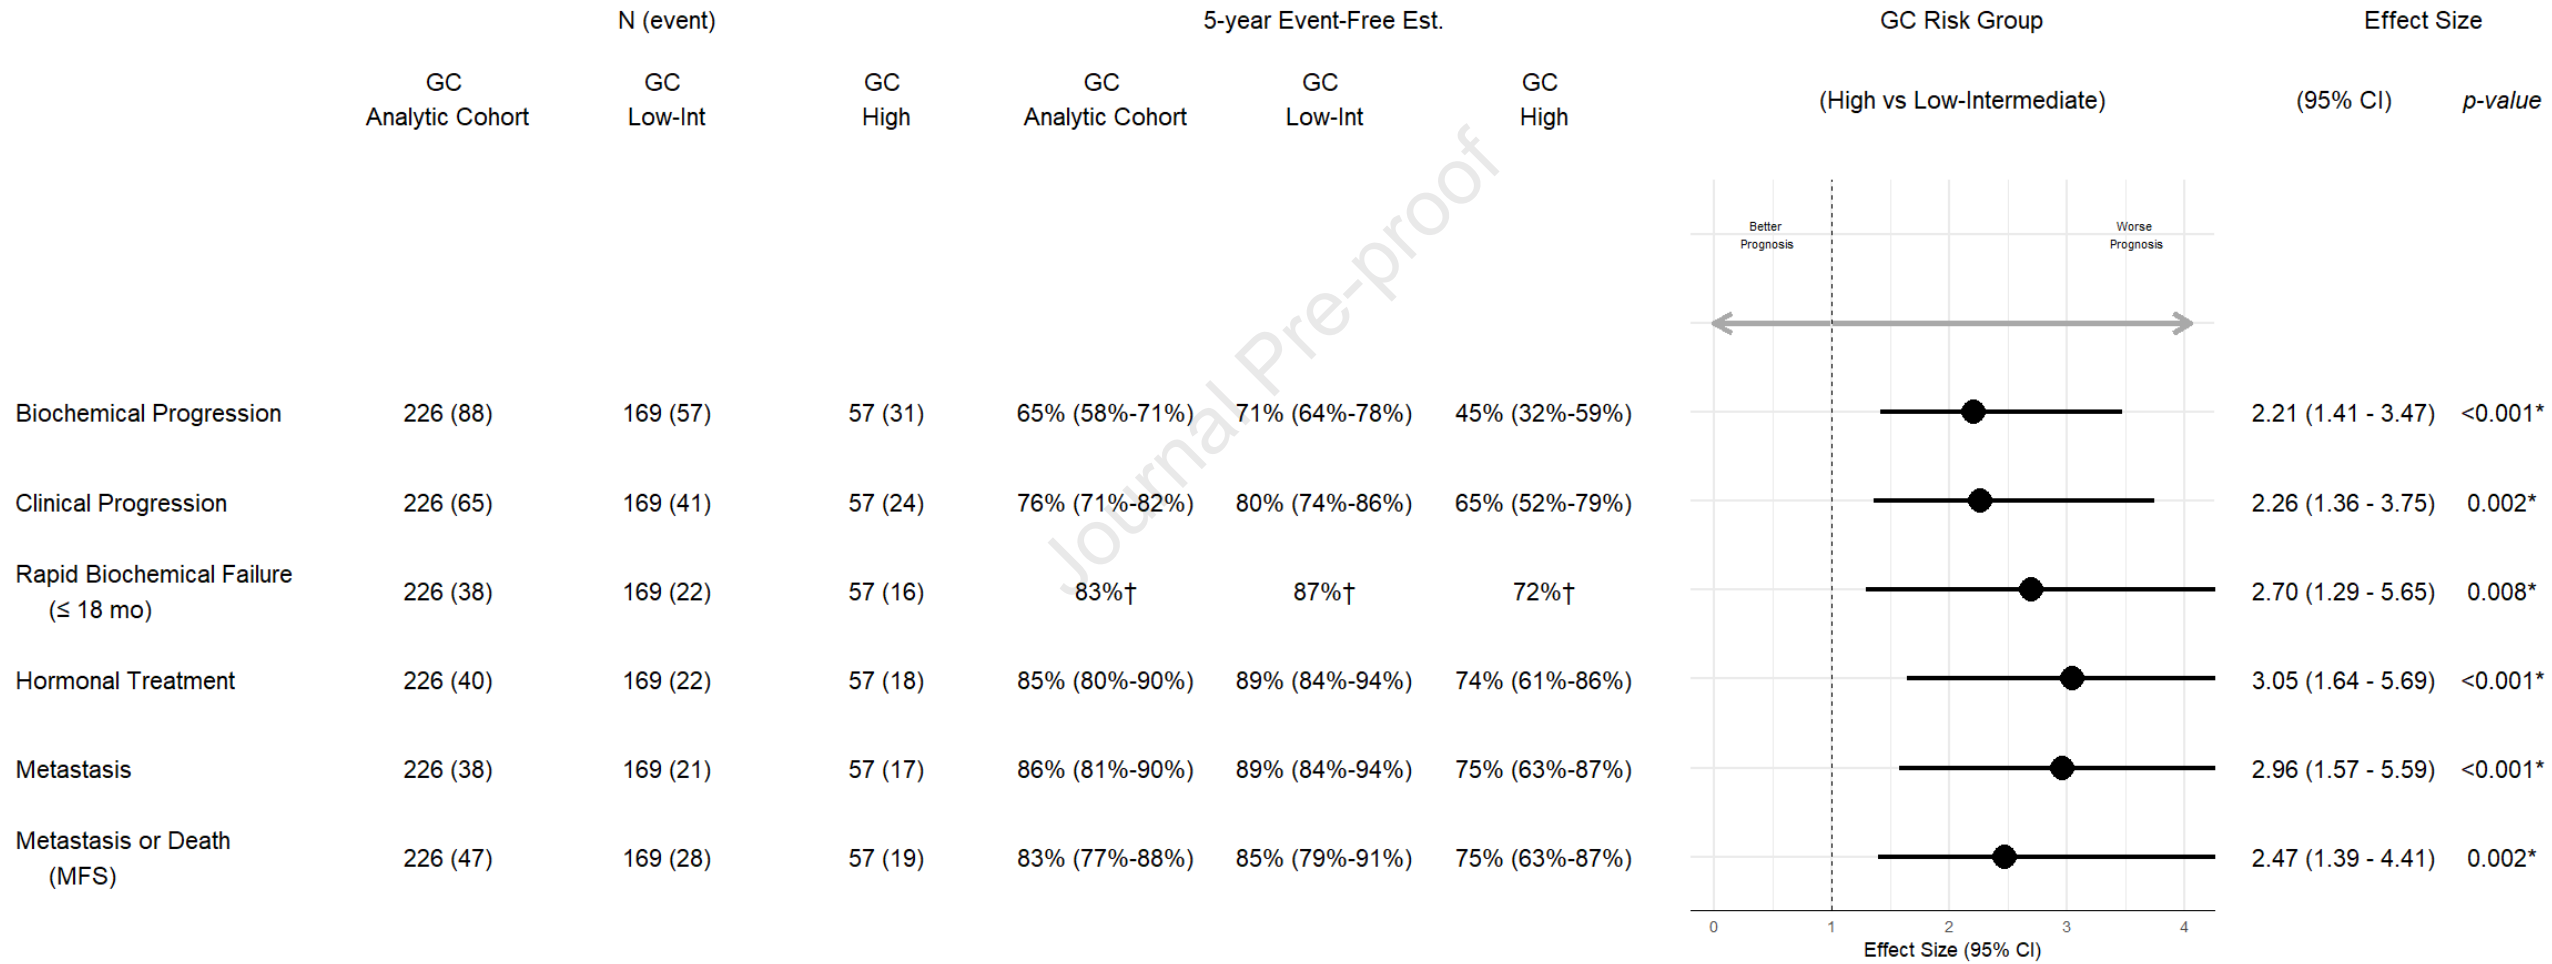 N (event) 5-year Event-Free Est. GC Risk Group Effect Size
GC GC GC GC GC GC
Analytic Cohort Low-Int High Analytic Cohort Low-Int High (High vs Low-Intermediate) (95% CI) p-value
Journal Pre-proof
Better Worse
Prognosis Prognosis
Biochemical Progression 226 (88) 169 (57) 57 (31) 65% (58%-71%) 71% (64%-78%) 45% (32%-59%) 2.21 (1.41 - 3.47) <0.001*
Clinical Progression 226 (65) 169 (41) 57 (24) 76% (71%-82%) 80% (74%-86%) 65% (52%-79%) 2.26 (1.36 - 3.75) 0.002*
Rapid Biochemical Failure
(≤ 18 mo) 226 (38) 169 (22) 57 (16) 83%† 87%† 72%† 2.70 (1.29 - 5.65) 0.008*
Hormonal Treatment 226 (40) 169 (22) 57 (18) 85% (80%-90%) 89% (84%-94%) 74% (61%-86%) 3.05 (1.64 - 5.69) <0.001*
Metastasis 226 (38) 169 (21) 57 (17) 86% (81%-90%) 89% (84%-94%) 75% (63%-87%) 2.96 (1.57 - 5.59) <0.001*
Metastasis or Death
(MFS) 226 (47) 169 (28) 57 (19) 83% (77%-88%) 85% (79%-91%) 75% (63%-87%) 2.47 (1.39 - 4.41) 0.002*
0 1 2 3 4
Effect Size (95% CI)